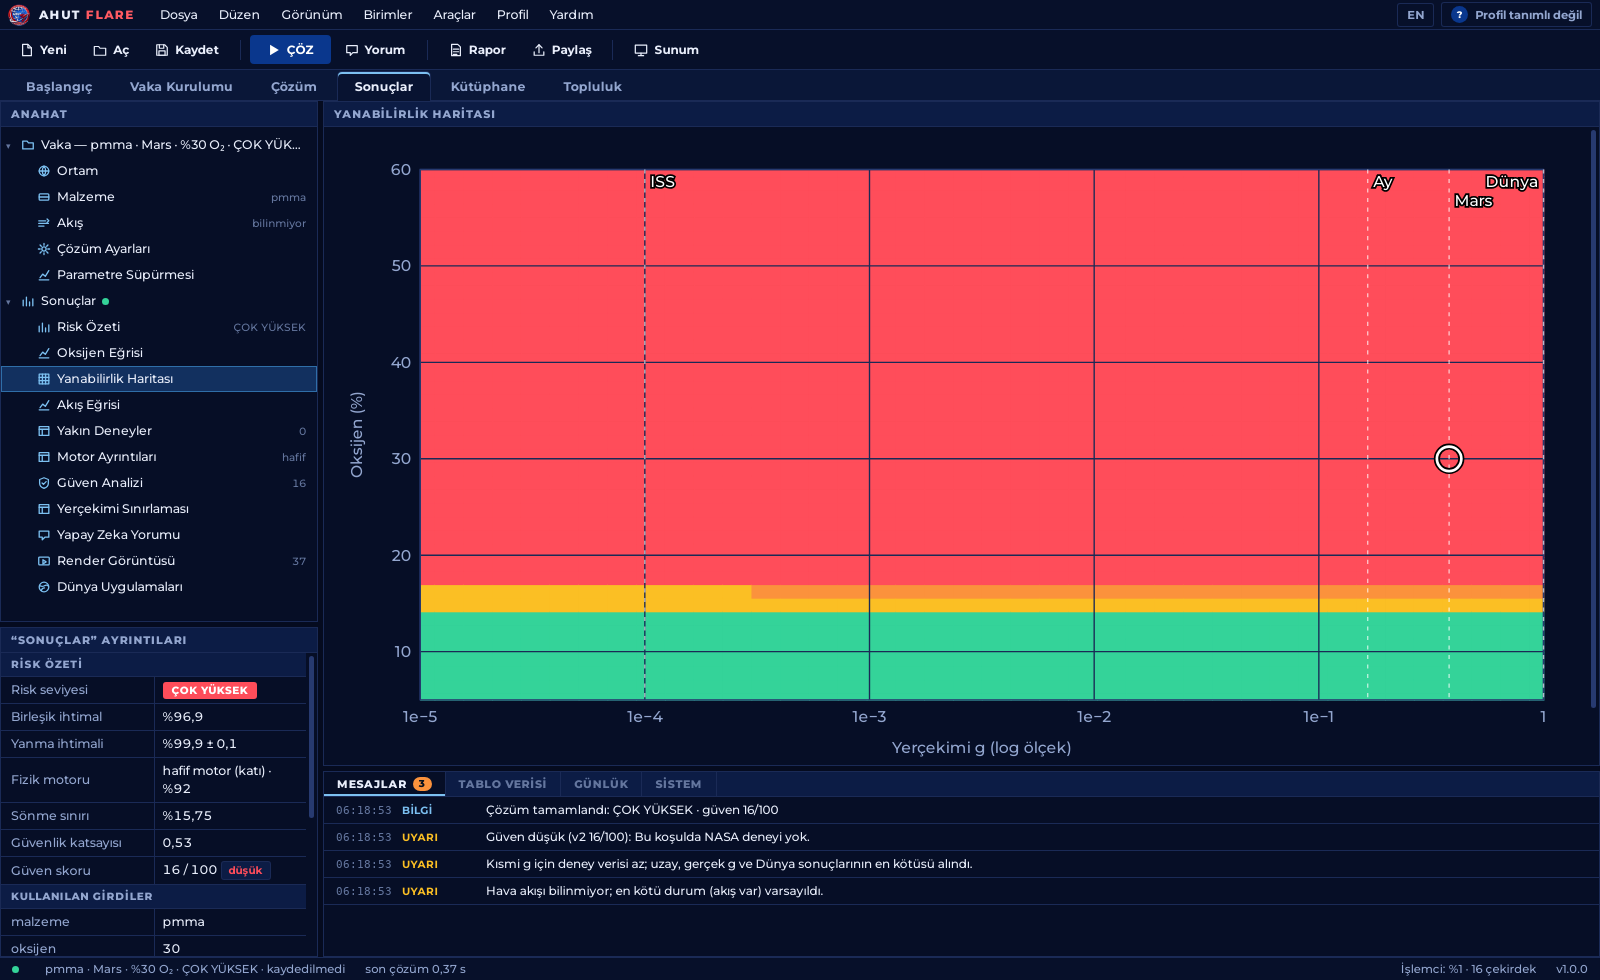 AHUT FLARE
Dosya Düzen Görünüm Birimler Araçlar Profil Yardım
EN
? Profil tanımlı değil
Yeni Aç Kaydet ÇÖZ Yorum Rapor Paylaş Sunum
Başlangıç Vaka Kurulumu Çözüm Sonuçlar Kütüphane Topluluk
ANAHAT
Vaka — pmma · Mars · %30 O₂ · ÇOK YÜK...
Ortam
Malzeme pmma
Akış bilinmiyor
Çözüm Ayarları
Parametre Süpürmesi
Sonuçlar
Risk Özeti ÇOK YÜKSEK
Oksijen Eğrisi
Yanabilirlik Haritası
Akış Eğrisi
Yakın Deneyler 0
Motor Ayrıntıları hafif
Güven Analizi 16
Yerçekimi Sınırlaması
Yapay Zeka Yorumu
Render Görüntüsü 37
Dünya Uygulamaları
"SONUÇLAR" AYRINTILARI
RİSK ÖZETİ
Risk seviyesi ÇOK YÜKSEK
Birleşik ihtimal %96,9
Yanma ihtimali %99,9 ± 0,1
Fizik motoru hafif motor (katı) ·
%92
Sönme sınırı %15,75
Güvenlik katsayısı 0,53
Güven skoru 16 / 100 düşük
KULLANILAN GİRDİLER
malzeme pmma
oksijen 30
YANABİLİRLİK HARİTASI
60
50
40
30
20
10
Oksijen (%)
ISS
Ay
Mars
Dünya
1e−5 1e−4 1e−3 1e−2 1e−1 1
Yerçekimi g (log ölçek)
MESAJLAR 3 TABLO VERİSİ GÜNLÜK SİSTEM
06:18:53 BİLGİ Çözüm tamamlandı: ÇOK YÜKSEK · güven 16/100
06:18:53 UYARI Güven düşük (v2 16/100): Bu koşulda NASA deneyi yok.
06:18:53 UYARI Kısmi g için deney verisi az; uzay, gerçek g ve Dünya sonuçlarının en kötüsü alındı.
06:18:53 UYARI Hava akışı bilinmiyor; en kötü durum (akış var) varsayıldı.
pmma · Mars · %30 O₂ · ÇOK YÜKSEK · kaydedilmedi son çözüm 0,37 s
İşlemci: %1 · 16 çekirdek v1.0.0